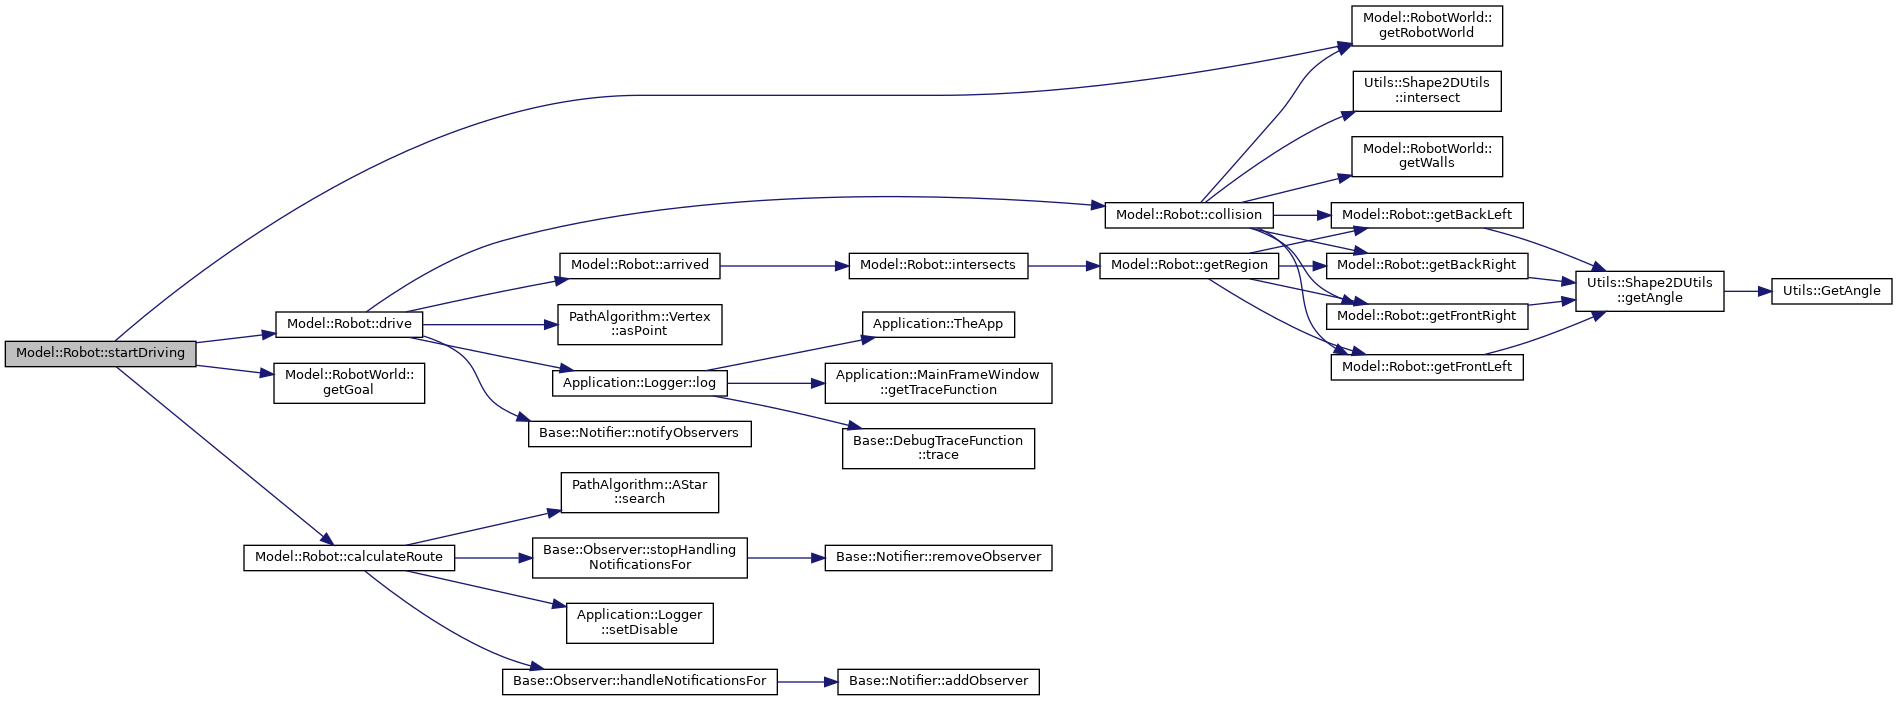 Model::Robot::startDriving
Model::Robot::drive
Model::RobotWorld::
getGoal
Model::Robot::calculateRoute
Model::Robot::arrived
PathAlgorithm::Vertex
::asPoint
Application::Logger::log
Base::Notifier::notifyObservers
PathAlgorithm::AStar
::search
Base::Observer::stopHandling
NotificationsFor
Application::Logger
::setDisable
Base::Observer::handleNotificationsFor
Model::Robot::intersects
Application::TheApp
Application::MainFrameWindow
::getTraceFunction
Base::DebugTraceFunction
::trace
Base::Notifier::removeObserver
Base::Notifier::addObserver
Model::Robot::collision
Model::Robot::getRegion
Model::RobotWorld::
getRobotWorld
Utils::Shape2DUtils
::intersect
Model::RobotWorld::
getWalls
Model::Robot::getBackLeft
Model::Robot::getBackRight
Model::Robot::getFrontRight
Model::Robot::getFrontLeft
Utils::Shape2DUtils
::getAngle
Utils::GetAngle